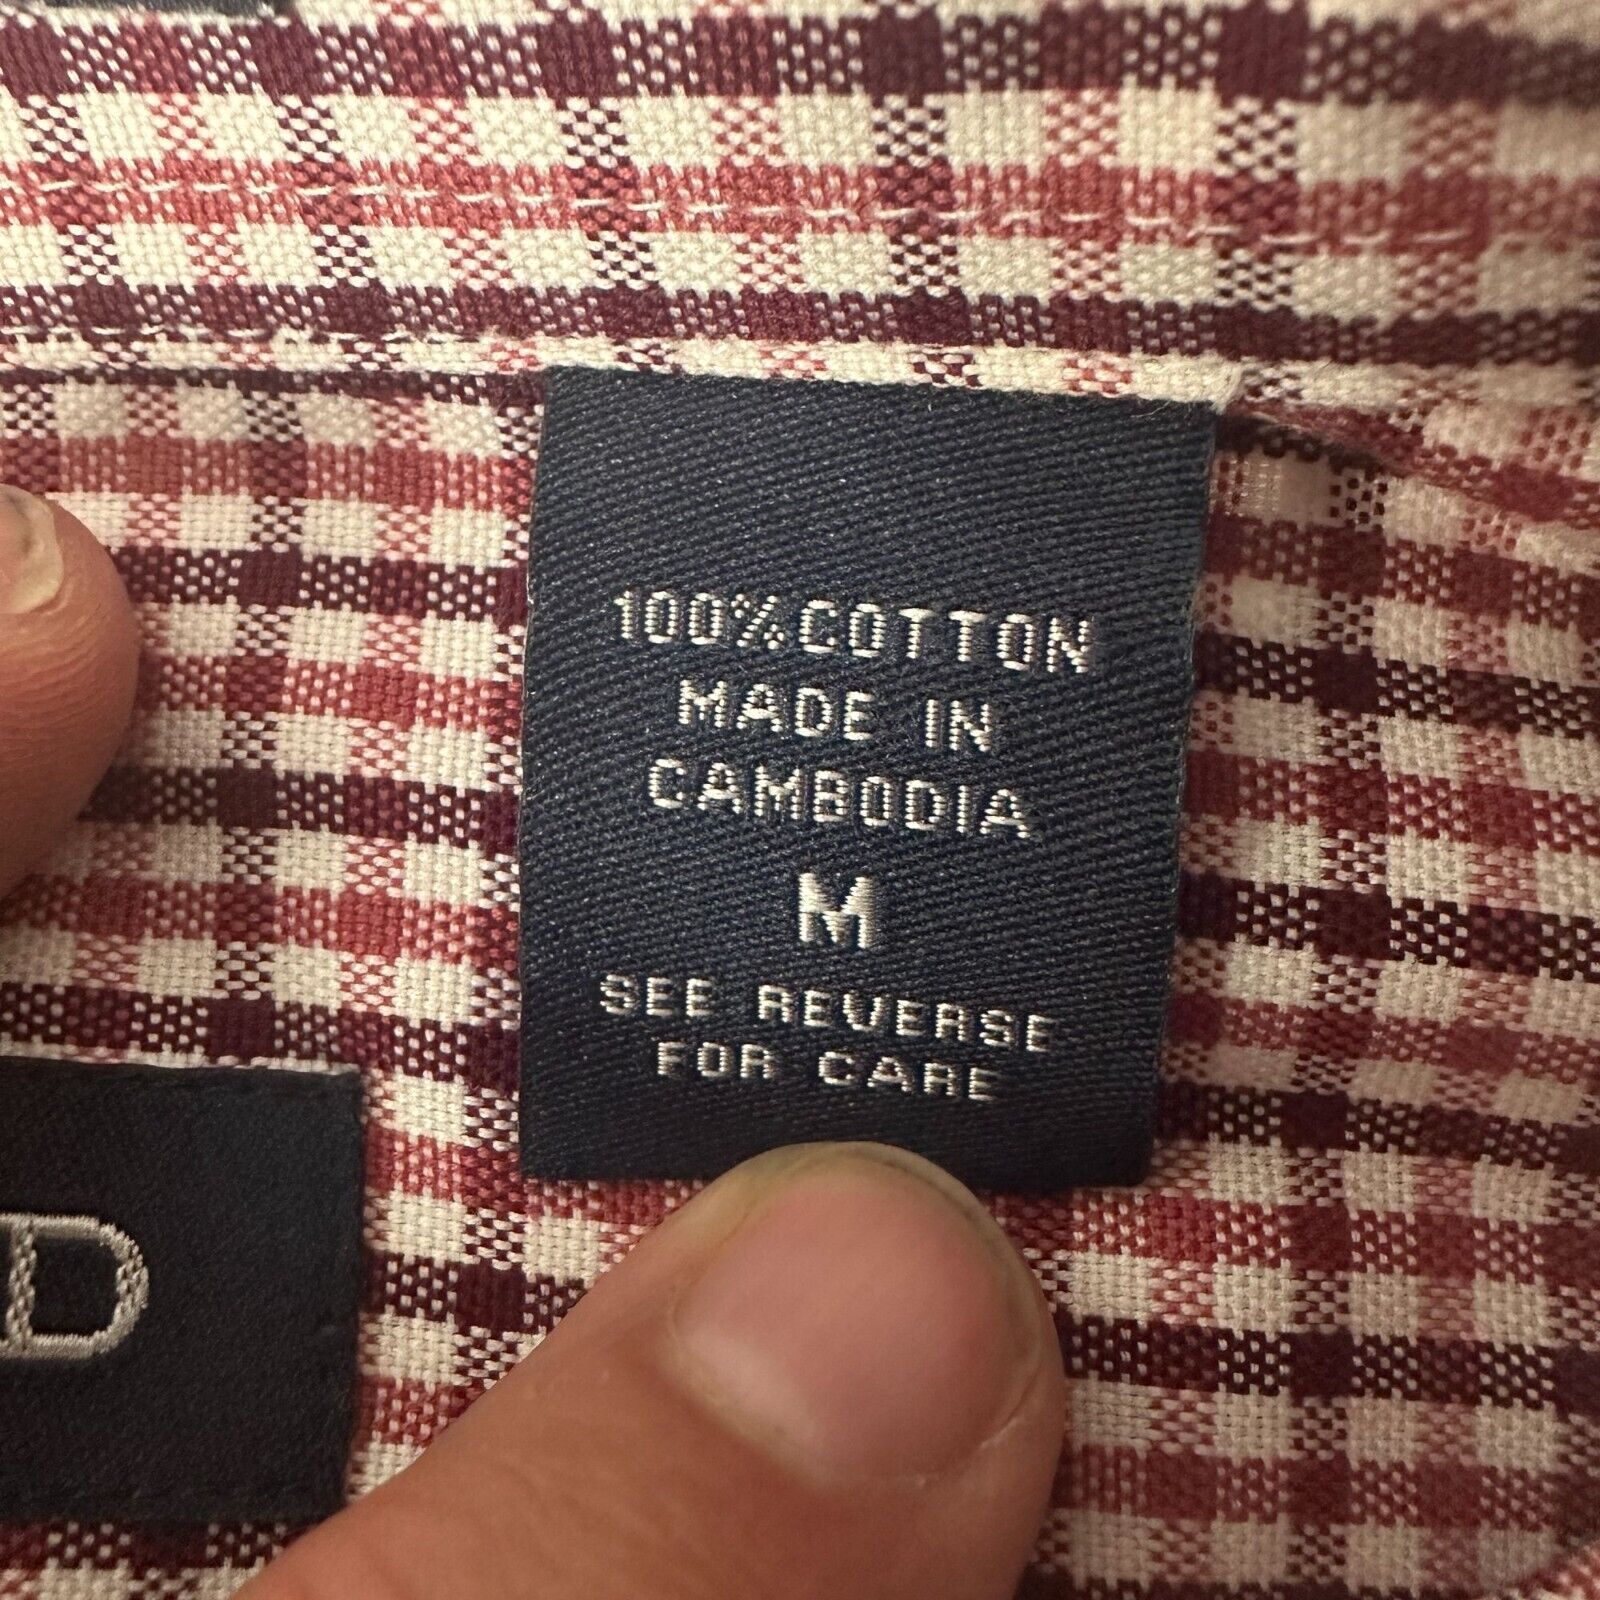 100% COTTON
MADE IN
CAMBODIA
M
SEE REVERSE
FOR CARE
D